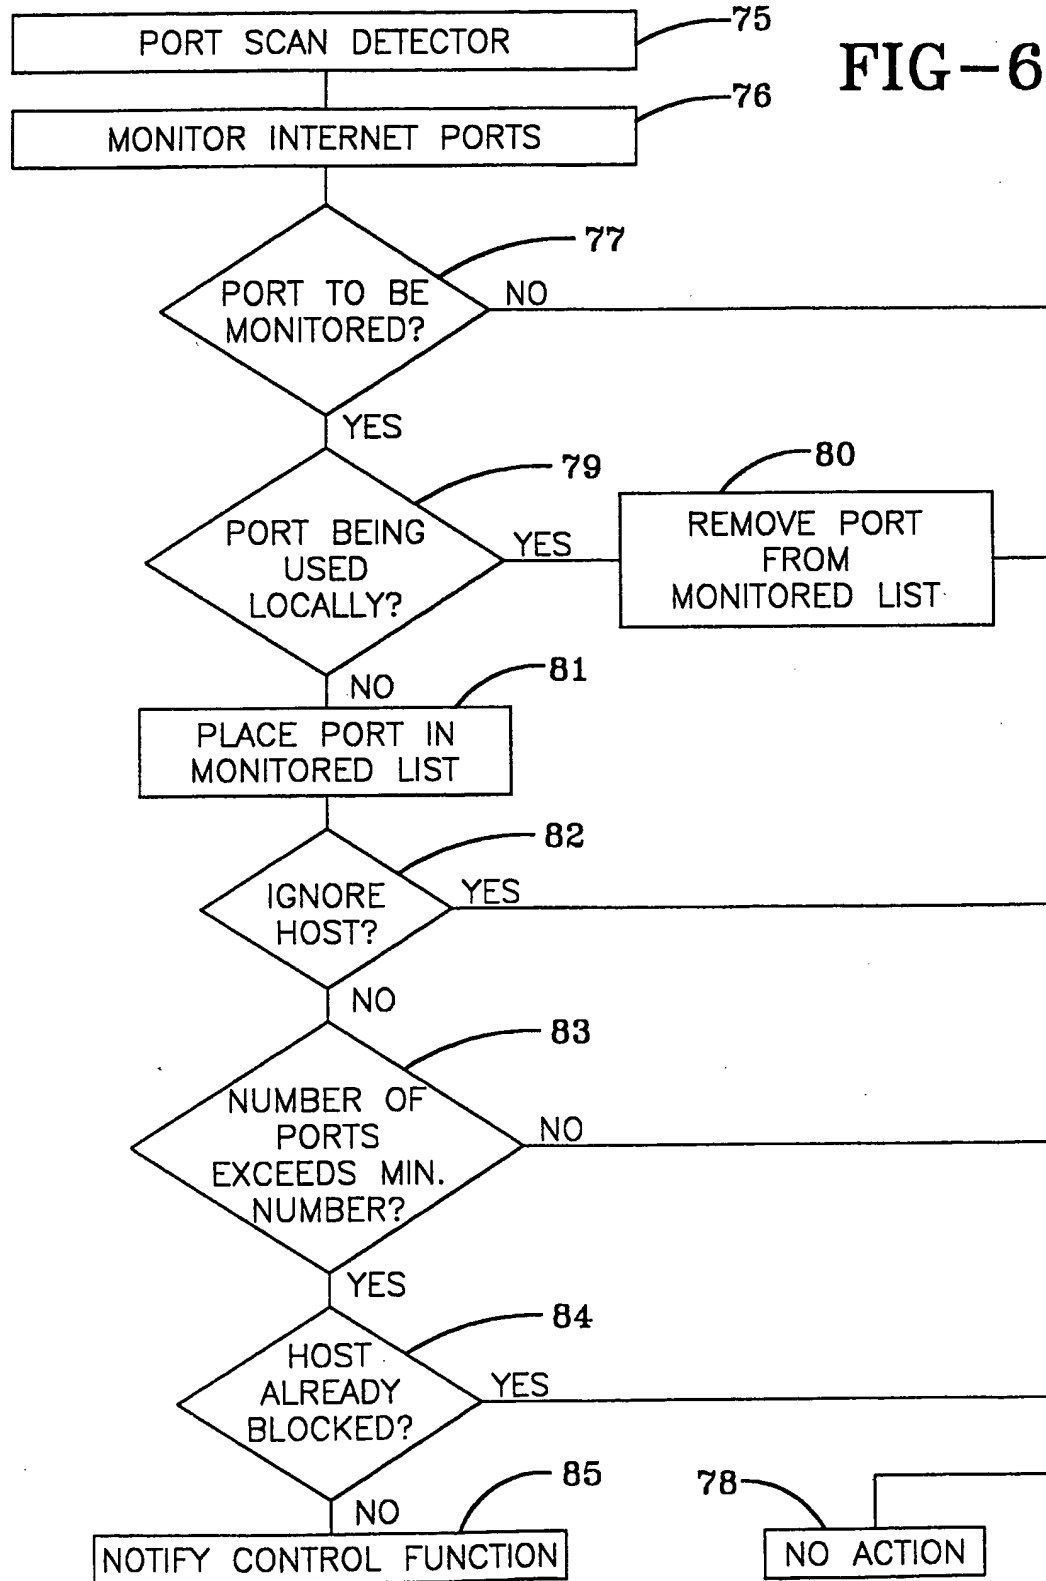 PORT SCAN DETECTOR
75
FIG-6
76
MONITOR INTERNET PORTS
77
PORT TO BE
MONITORED?
NO
YES
79
80
PORT BEING
USED
LOCALLY?
YES
REMOVE PORT
FROM
MONITORED LIST
NO
81
PLACE PORT IN
MONITORED LIST
82
IGNORE
HOST?
YES
NO
83
NUMBER OF
PORTS
EXCEEDS MIN.
NUMBER?
NO
YES
84
HOST
ALREADY
BLOCKED?
YES
NO
85
78
NOTIFY CONTROL FUNCTION
NO ACTION